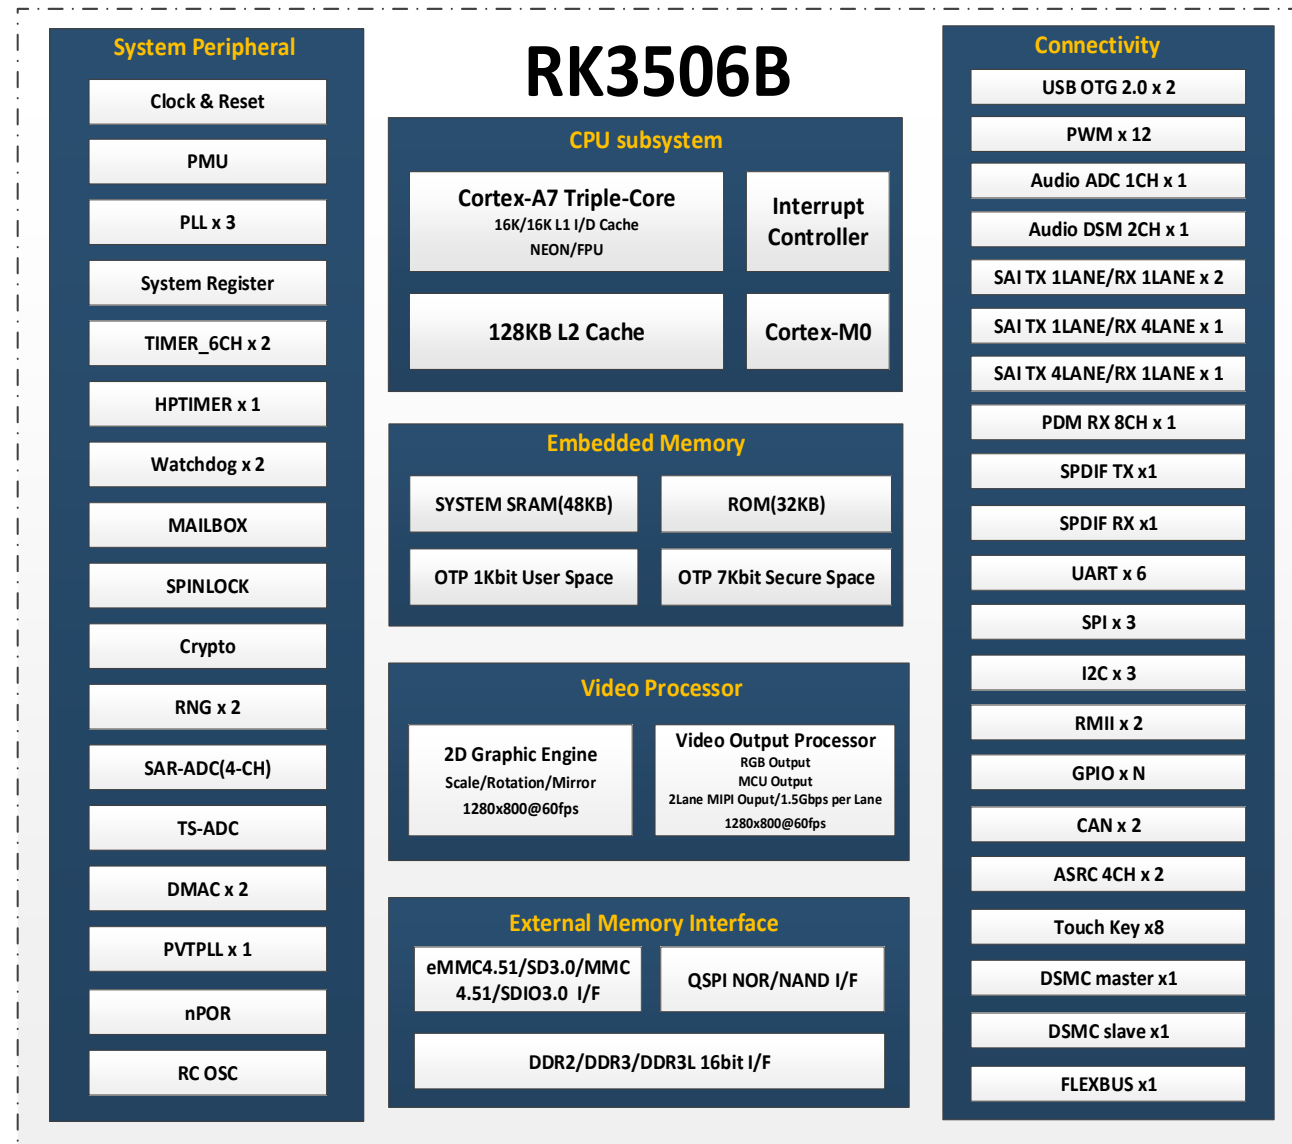 System Peripheral
Clock & Reset
PMU
PLL x 3
System Register
TIMER_6CH x 2
HPTIMER x 1
Watchdog x 2
MAILBOX
SPINLOCK
Crypto
RNG x 2
SAR-ADC(4-CH)
TS-ADC
DMAC x 2
PVTPLL x 1
nPOR
RC OSC
RK3506B
CPU subsystem
Cortex-A7 Triple-Core
16K/16K L1 I/D Cache
NEON/FPU
Interrupt
Controller
128KB L2 Cache
Cortex-M0
Embedded Memory
SYSTEM SRAM(48KB)
ROM(32KB)
OTP 1Kbit User Space
OTP 7Kbit Secure Space
Video Processor
2D Graphic Engine
Scale/Rotation/Mirror
1280x800@60fps
Video Output Processor
RGB Output
MCU Output
2Lane MIPI Ouput/1.5Gbps per Lane
1280x800@60fps
External Memory Interface
eMMC4.51/SD3.0/MMC
4.51/SDIO3.0 I/F
QSPI NOR/NAND I/F
DDR2/DDR3/DDR3L 16bit I/F
Connectivity
USB OTG 2.0 x 2
PWM x 12
Audio ADC 1CH x 1
Audio DSM 2CH x 1
SAI TX 1LANE/RX 1LANE x 2
SAI TX 1LANE/RX 4LANE x 1
SAI TX 4LANE/RX 1LANE x 1
PDM RX 8CH x 1
SPDIF TX x1
SPDIF RX x1
UART x 6
SPI x 3
I2C x 3
RMII x 2
GPIO x N
CAN x 2
ASRC 4CH x 2
Touch Key x8
DSMC master x1
DSMC slave x1
FLEXBUS x1